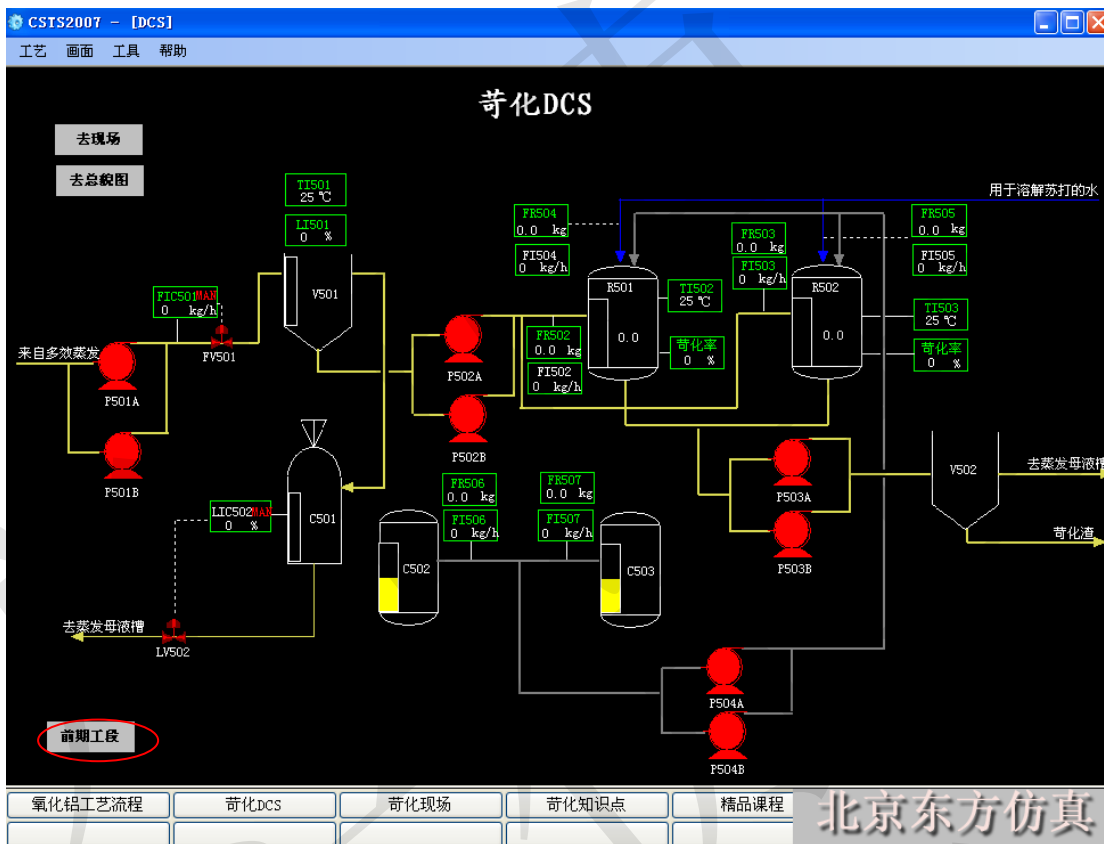 CSTS2007 - [DCS]
工艺 画面 工具 帮助
苛化DCS
去现场
去总貌图
TI501
25 ℃
LI501
0 %
V501
FIC501MAN
0 kg/h
FV501
来自多效蒸发
P501A
P501B
P502A
P502B
FR504
0.0 kg
FI504
0 kg/h
FR502
0.0 kg
FI502
0 kg/h
R501
0.0
TI502
25 ℃
苛化率
0 %
FR503
0.0 kg
FI503
0 kg/h
用于溶解苏打的水
FR505
0.0 kg
FI505
0 kg/h
R502
0.0
TI503
25 ℃
苛化率
0 %
LIC502MAN
0 %
C501
去蒸发母液槽
LV502
FR506
0.0 kg
FI506
0 kg/h
C502
FR507
0.0 kg
FI507
0 kg/h
C503
P503A
P503B
V502
去蒸发母液槽
苛化渣
P504A
P504B
前期工段
氧化铝工艺流程 苛化DCS 苛化现场 苛化知识点 精品课程
北京东方仿真